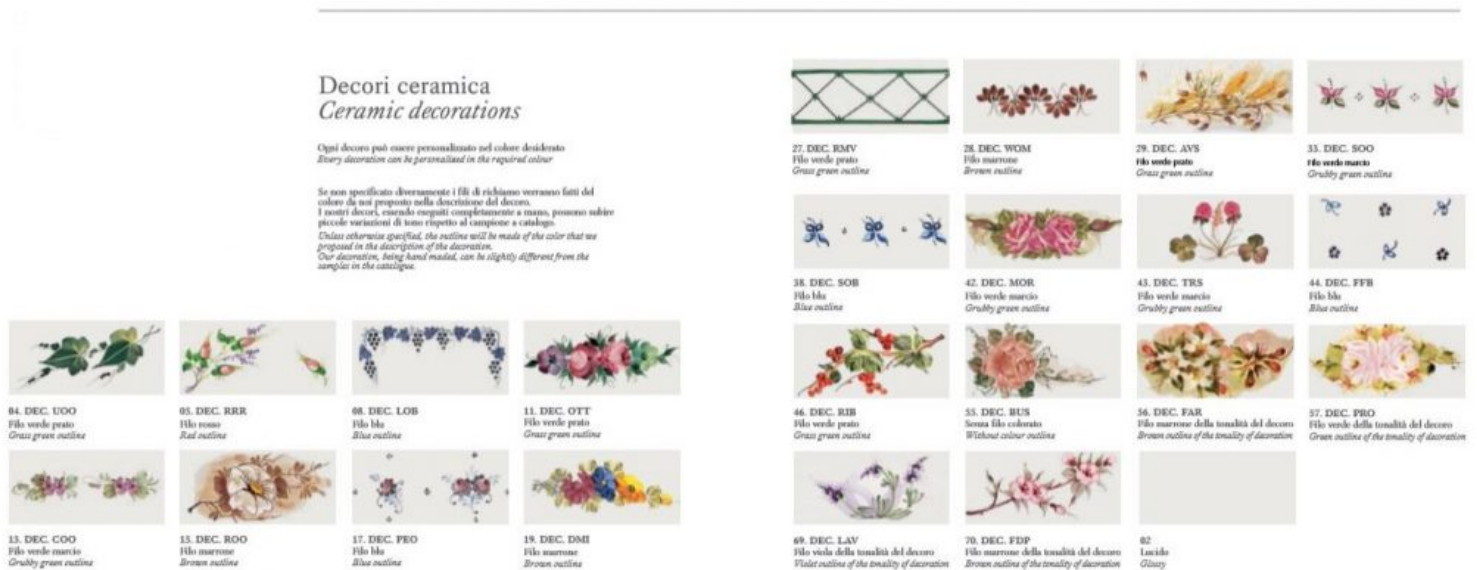 Decori ceramica
Ceramic decorations
Ogni decoro può essere personalizzato nel colore desiderato
Every decoration can be personalised in the required colour
Se non specificato diversamente i fili di richiamo verranno fatti del
colore da noi proposto nella descrizione del decoro.
I nostri decori, essendo eseguiti completamente a mano, possono subire
piccole variazioni di tono rispetto al campione a catalogo.
Unless otherwise specified, the outline will be made of the color that we
proposed in the description of the decoration.
Our decoration, being hand maded, can be slightly different from the
samples in the catalogue.
04. DEC. UOO
Filo verde prato
Grass green outline
05. DEC. RRR
Filo rosso
Red outline
08. DEC. LOB
Filo blu
Blue outline
11. DEC. OTT
Filo verde prato
Grass green outline
13. DEC. COO
Filo verde marcio
Grubby green outline
15. DEC. ROO
Filo marrone
Brown outline
17. DEC. PEO
Filo blu
Blue outline
19. DEC. DMI
Filo marrone
Brown outline
27. DEC. RMV
Filo verde prato
Grass green outline
28. DEC. WOM
Filo marrone
Brown outline
29. DEC. AVS
Filo verde prato
Grass green outline
33. DEC. SOO
Filo verde marcio
Grubby green outline
38. DEC. SOB
Filo blu
Blue outline
42. DEC. MOR
Filo verde marcio
Grubby green outline
43. DEC. TRS
Filo verde marcio
Grubby green outline
44. DEC. FFB
Filo blu
Blue outline
46. DEC. RIB
Filo verde prato
Grass green outline
55. DEC. BUS
Senza filo colorato
Without colour outline
56. DEC. FAR
Filo marrone della tonalità del decoro
Brown outline of the tonality of decoration
57. DEC. PRO
Filo verde della tonalità del decoro
Green outline of the tonality of decoration
69. DEC. LAV
Filo viola della tonalità del decoro
Violet outline of the tonality of decoration
70. DEC. FDP
Filo marrone della tonalità del decoro
Brown outline of the tonality of decoration
02
Lucido
Glossy